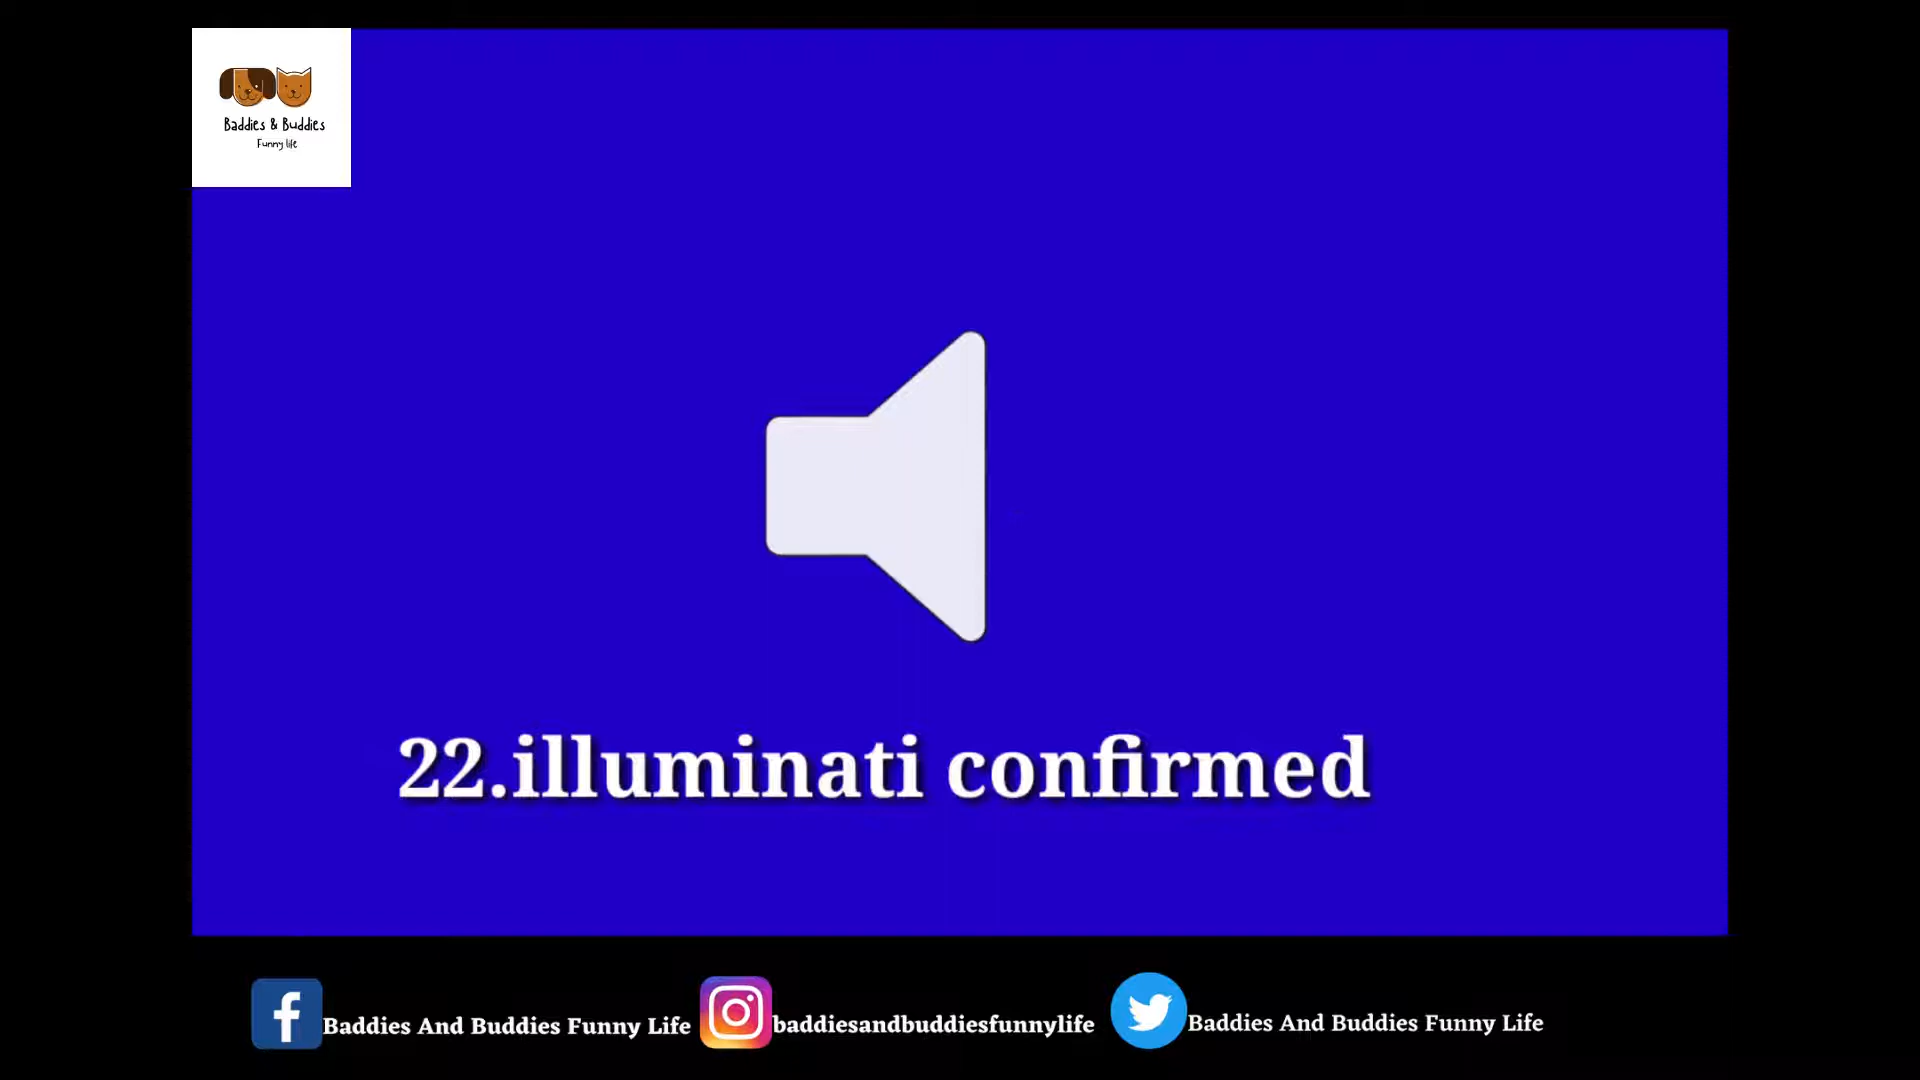 Baddies & Buddies
Funny life
22.illuminati confirmed
Baddies And Buddies Funny Life
baddiesandbuddiesfunnylife
Baddies And Buddies Funny Life